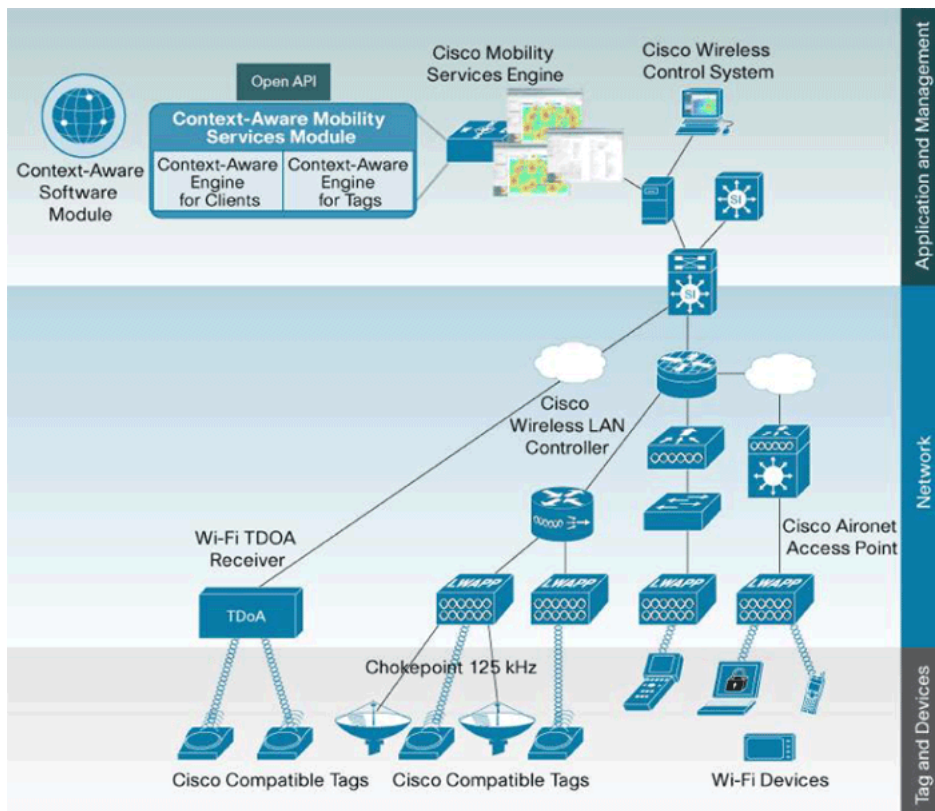 Cisco Mobility
Services Engine
Cisco Wireless
Control System
Open API
Context-Aware Mobility
Services Module
Context-Aware
Engine
for Clients
Context-Aware
Engine
for Tags
Context-Aware
Software
Module
SI
SI
Application and Management
Cisco
Wireless LAN
Controller
Wi-Fi TDOA
Receiver
Cisco Aironet
Access Point
TDoA
LWAPP
LWAPP
LWAPP
LWAPP
Network
Chokepoint 125 kHz
Cisco Compatible Tags
Cisco Compatible Tags
Wi-Fi Devices
Tag and Devices